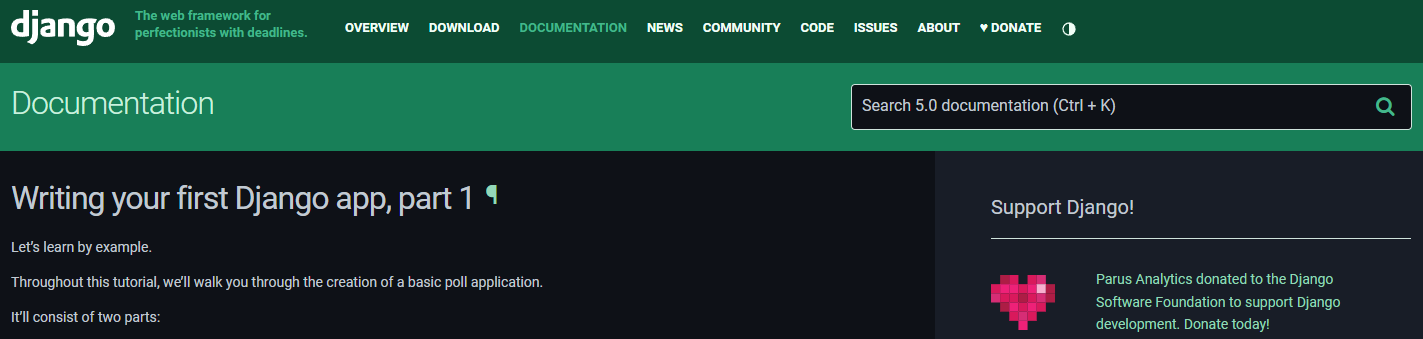 django
The web framework for
perfectionists with deadlines.
OVERVIEW DOWNLOAD DOCUMENTATION NEWS COMMUNITY CODE ISSUES ABOUT ♥ DONATE
Documentation
Search 5.0 documentation (Ctrl + K)
Writing your first Django app, part 1 ¶
Let’s learn by example.
Throughout this tutorial, we’ll walk you through the creation of a basic poll application.
It’ll consist of two parts:
Support Django!
Parus Analytics donated to the Django
Software Foundation to support Django
development. Donate today!